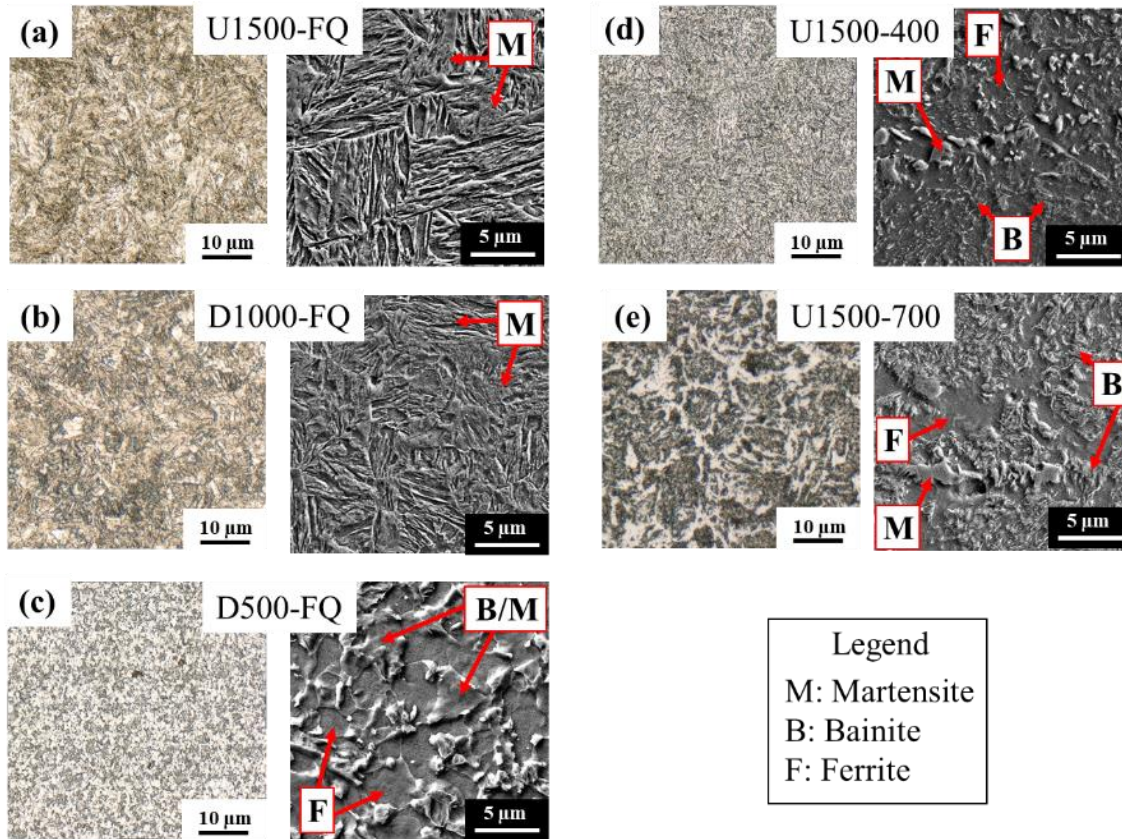 (a)
U1500-FQ
M
10 µm
5 µm
(b)
D1000-FQ
M
10 µm
5 µm
(c)
D500-FQ
B/M
F
10 µm
5 µm
(d)
U1500-400
F
M
B
10 µm
5 µm
(e)
U1500-700
B
F
M
10 µm
5 µm
Legend
M: Martensite
B: Bainite
F: Ferrite